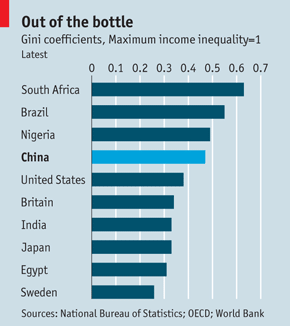 Out of the bottle
Gini coefficients, Maximum income inequality=1
Latest
0 0.1 0.2 0.3 0.4 0.5 0.6 0.7
South Africa
Brazil
Nigeria
China
United States
Britain
India
Japan
Egypt
Sweden
Sources: National Bureau of Statistics; OECD; World Bank